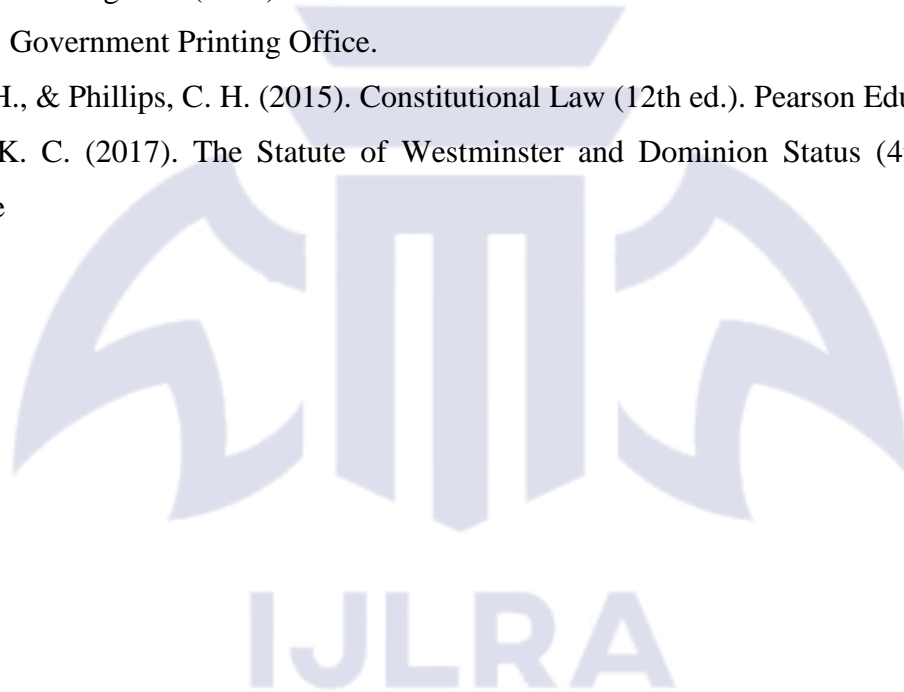 Government Printing Office.
H., & Phillips, C. H. (2015). Constitutional Law (12th ed.). Pearson Edu
K. C. (2017). The Statute of Westminster and Dominion Status (4
e
IJLRA